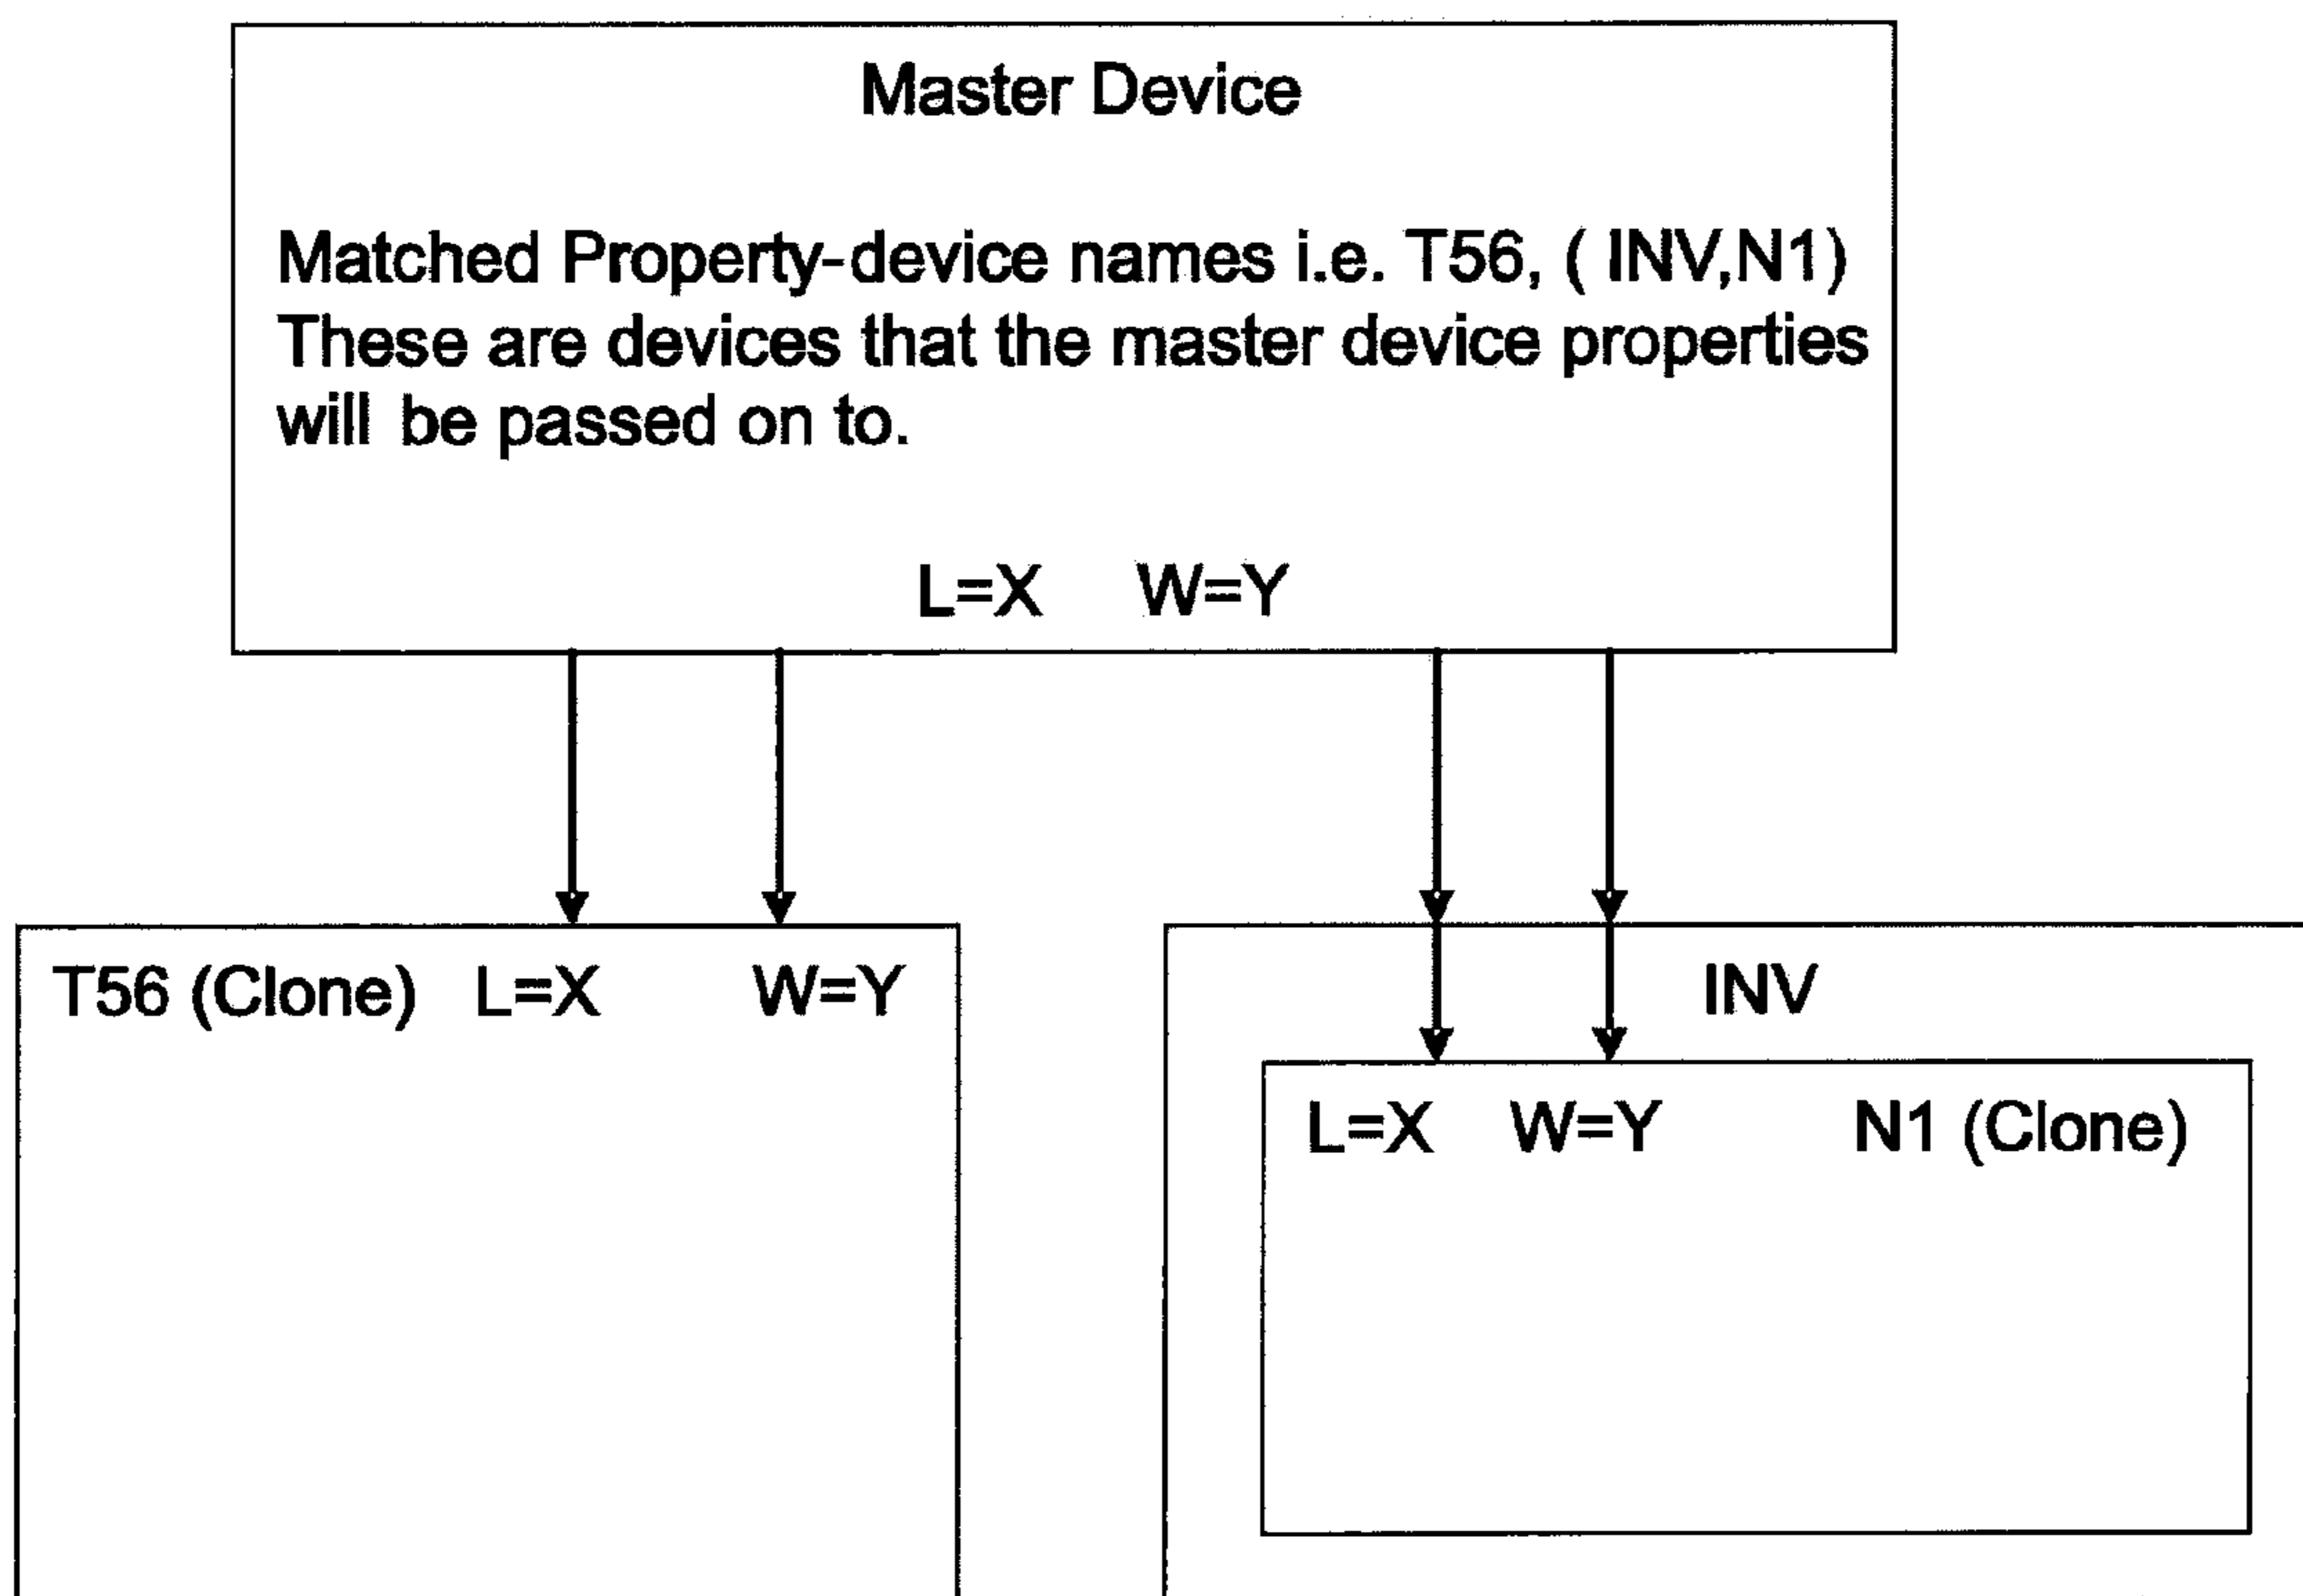 Master Device
Matched Property-device names i.e. T56, ( INV,N1)
These are devices that the master device properties
will be passed on to.
L=X W=Y
T56 (Clone) L=X W=Y
INV
L=X W=Y N1 (Clone)